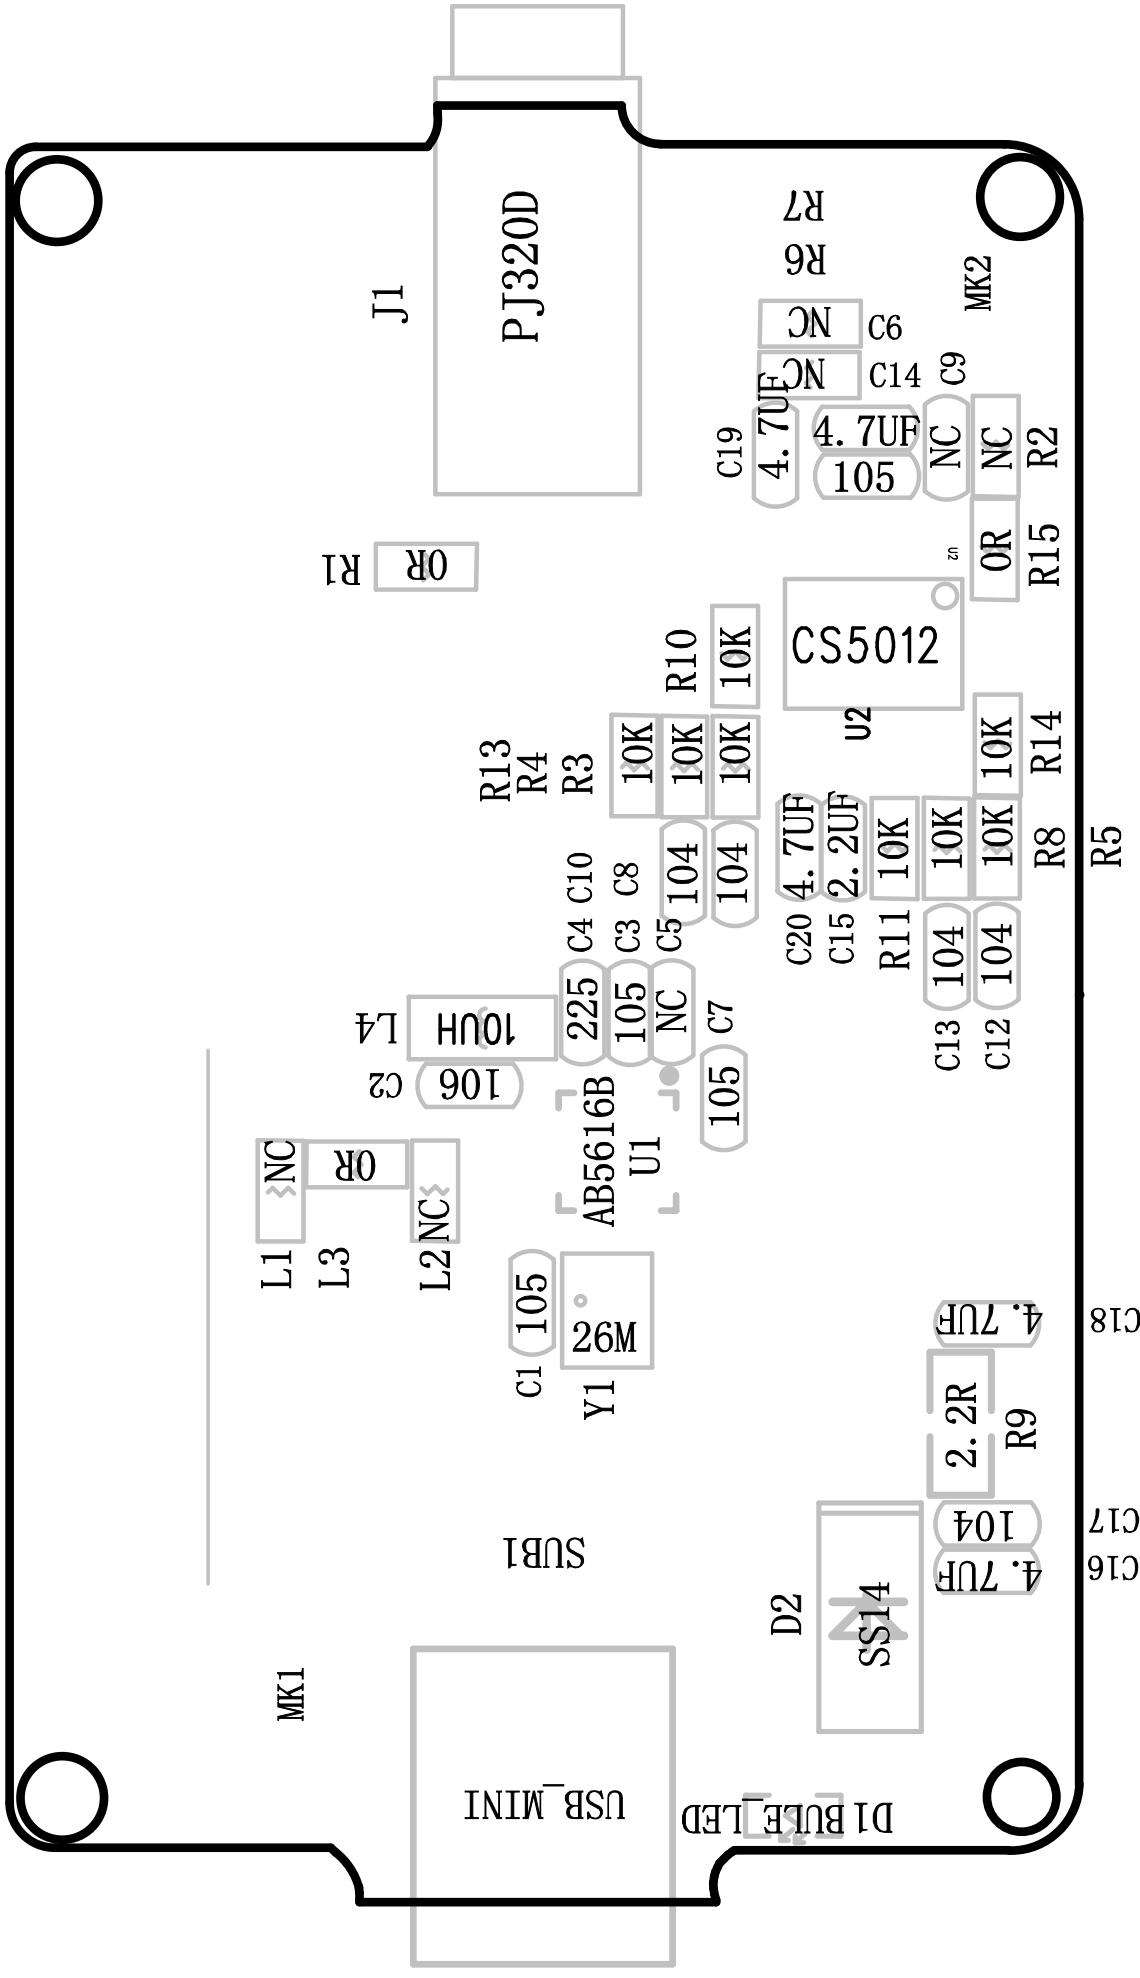 R7
R6
PJ320D
J1
MK2
NC
C6
NC
C14
C9
4.7UF
C19
4.7UF
105
NC
NC
R2
R1
0R
U2
0R
R15
CS5012
U2
R10
10K
R13
R4
R3
10K
10K
10K
10K
R14
C10
C8
104
104
4.7UF
2.2UF
10K
10K
10K
R8
R5
C4
C3
C5
C20
C15
R11
104
104
L4
10UH
225
105
NC
C7
C13
C12
C2
106
105
AB5616B
U1
NC
0R
NC
L1
L3
L2
105
26M
C1
Y1
4.7UF
C18
2.2R
R9
104
C17
4.7UF
C16
SUB1
D2
SS14
MK1
USB_MINI
BULE_LED
D1